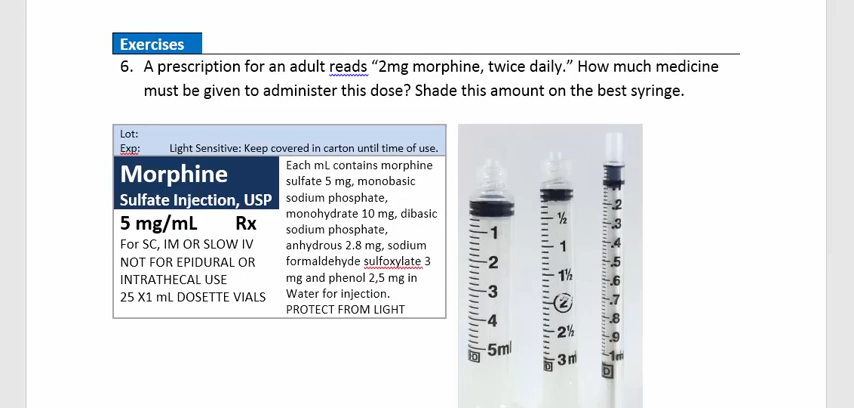 Exercises
6. A prescription for an adult reads “2mg morphine, twice daily.” How much medicine
must be given to administer this dose? Shade this amount on the best syringe.
Lot:
Exp: Light Sensitive: Keep covered in carton until time of use.
Morphine
Sulfate Injection, USP
5 mg/mL Rx
For SC, IM OR SLOW IV
NOT FOR EPIDURAL OR
INTRATHECAL USE
25 X1 mL DOSETTE VIALS
Each mL contains morphine
sulfate 5 mg, monobasic
sodium phosphate,
monohydrate 10 mg, dibasic
sodium phosphate,
anhydrous 2.8 mg, sodium
formaldehyde sulfoxylate 3
mg and phenol 2,5 mg in
Water for injection.
PROTECT FROM LIGHT
1
2
3
4
5ml
½
1
1½
2
2½
3m
.2
.3
.4
.5
.6
.7
.8
.9
1m